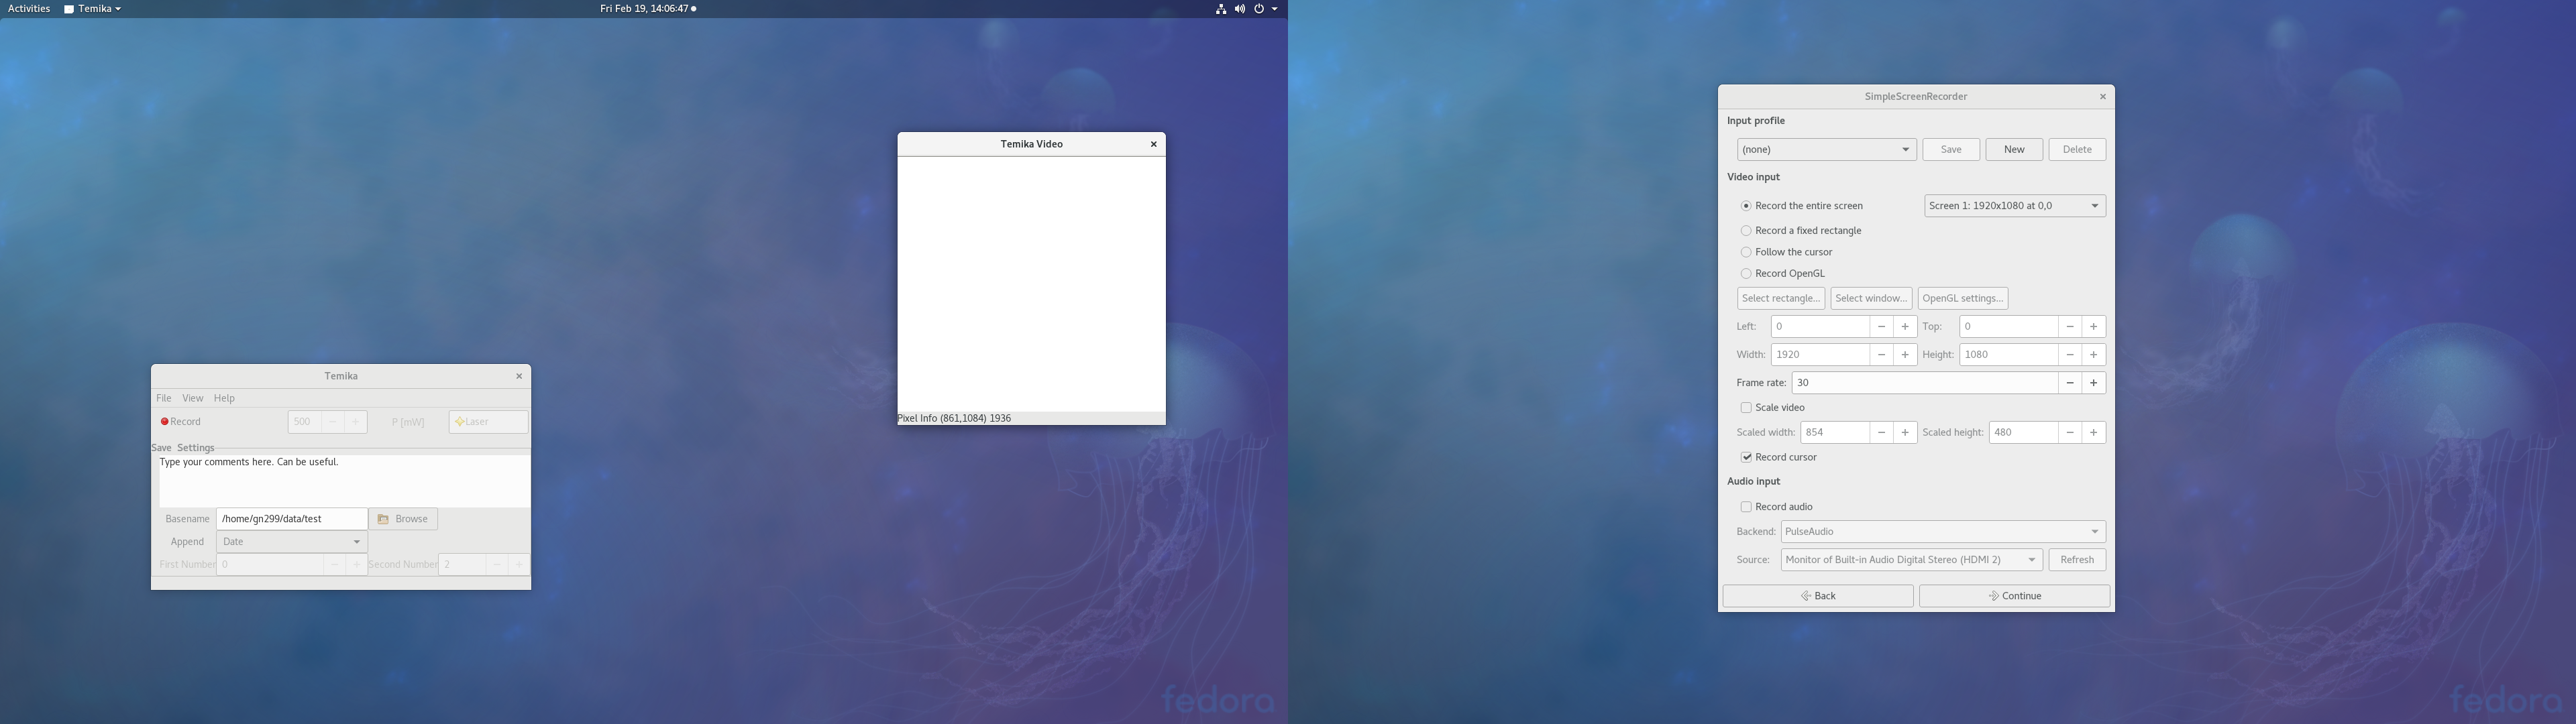 Activities Temika Fri Feb 19, 14:06:47
Temika Video
Pixel Info (861,1084) 1936
Temika
File View Help
Record 500 P [mW] Laser
Save Settings
Type your comments here. Can be useful.
Basename /home/gn299/data/test Browse
Append Date
First Number 0 Second Number 2
fedora
SimpleScreenRecorder
Input profile
(none) Save New Delete
Video input
Record the entire screen Screen 1: 1920x1080 at 0,0
Record a fixed rectangle
Follow the cursor
Record OpenGL
Select rectangle... Select window... OpenGL settings...
Left: 0 Top: 0
Width: 1920 Height: 1080
Frame rate: 30
Scale video
Scaled width: 854 Scaled height: 480
Record cursor
Audio input
Record audio
Backend: PulseAudio
Source: Monitor of Built-in Audio Digital Stereo (HDMI 2) Refresh
Back Continue
fedora